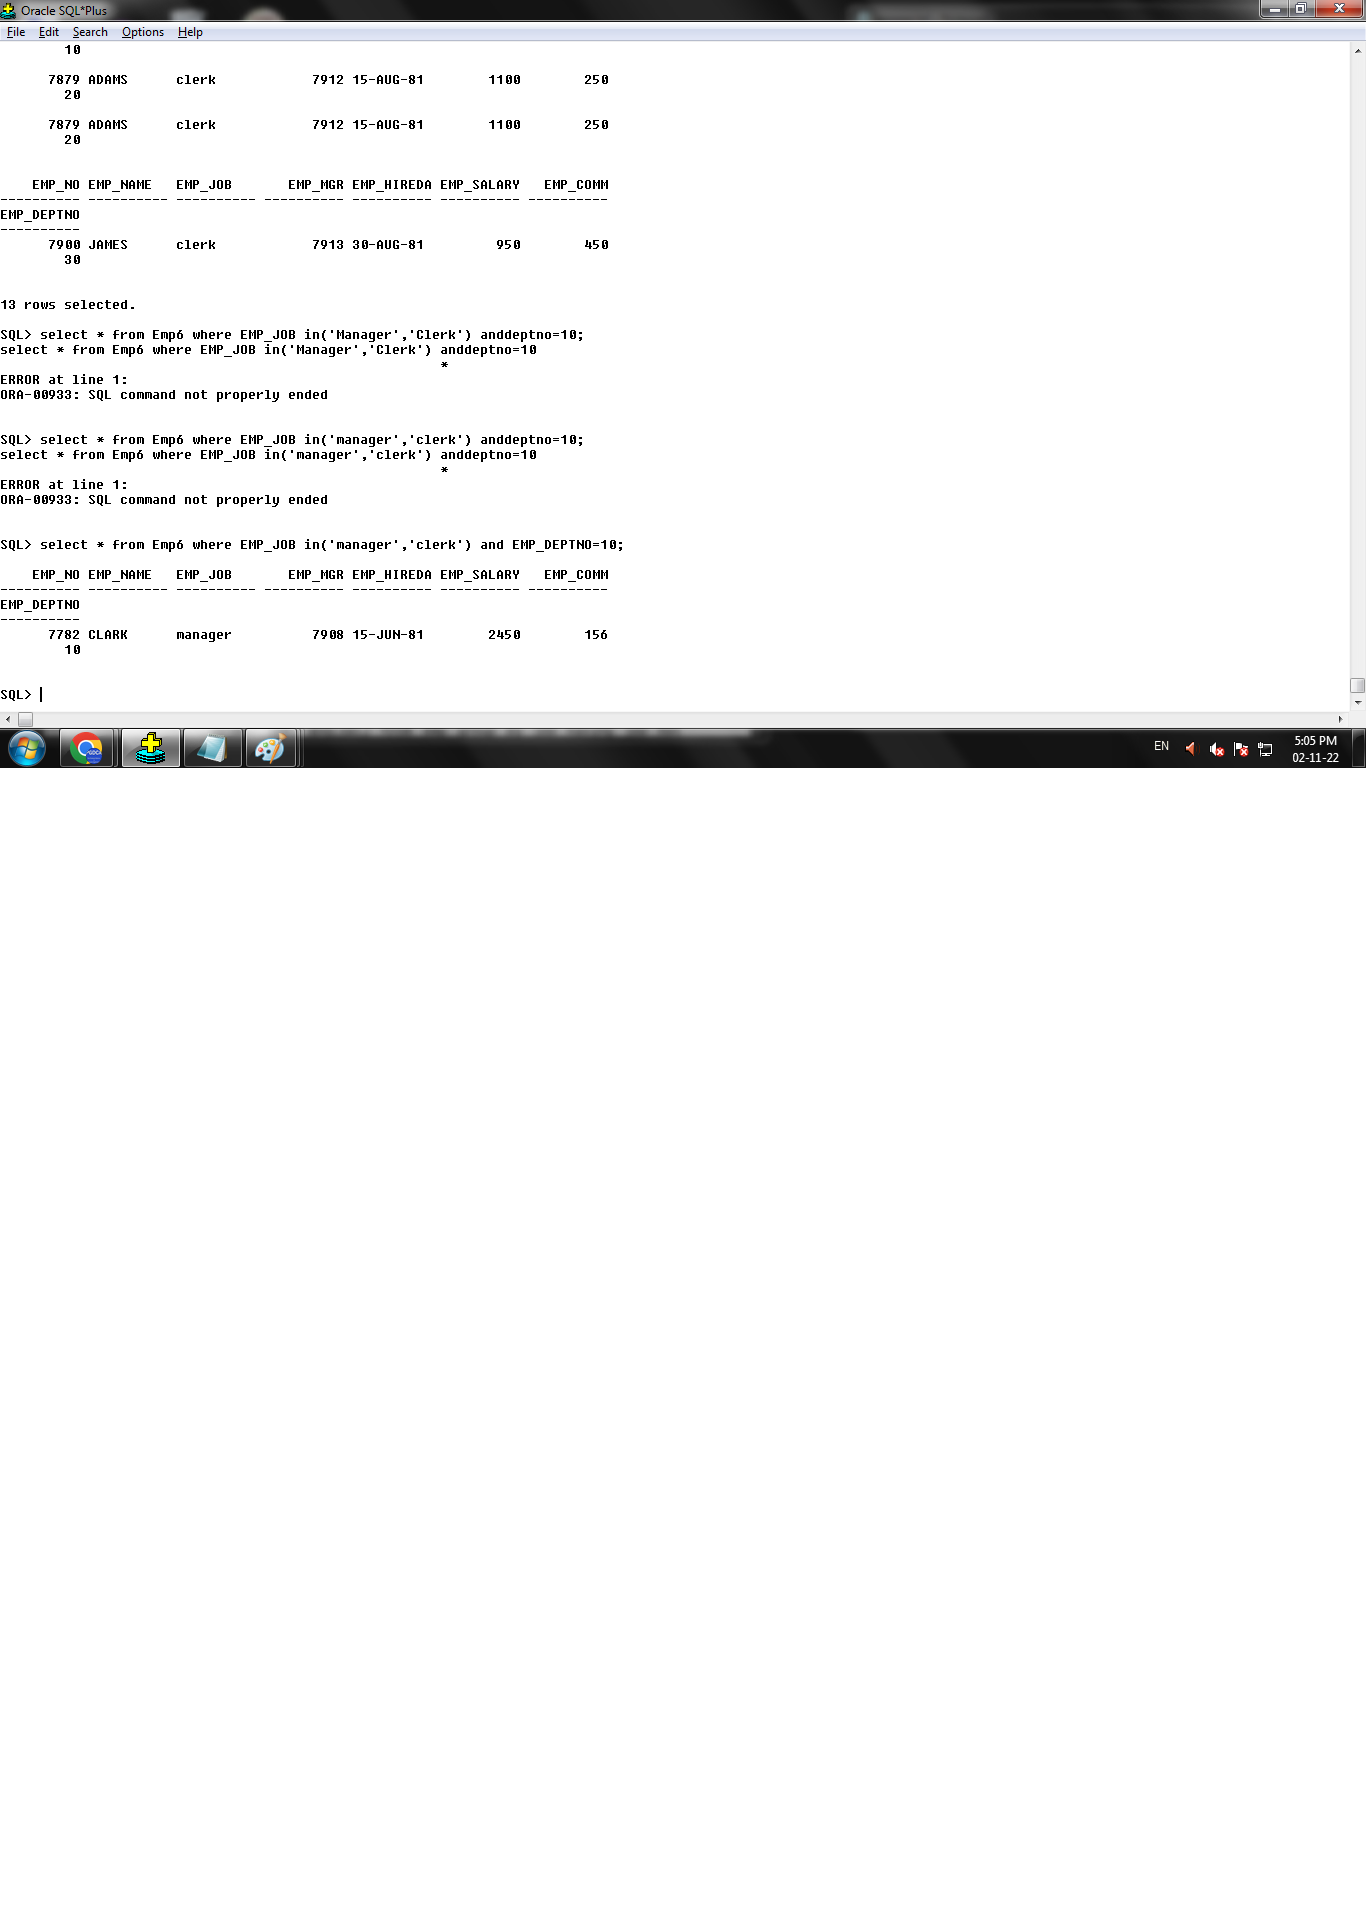 Oracle SQL*Plus
File Edit Search Options Help
10
7879 ADAMS clerk 7912 15-AUG-81 1100 250
20
7879 ADAMS clerk 7912 15-AUG-81 1100 250
20
EMP_NO EMP_NAME EMP_JOB EMP_MGR EMP_HIREDA EMP_SALARY EMP_COMM
---------- ---------- ---------- ---------- ---------- ---------- ----------
EMP_DEPTNO
----------
7900 JAMES clerk 7913 30-AUG-81 950 450
30
13 rows selected.
SQL> select * from Emp6 where EMP_JOB in('Manager','Clerk') anddeptno=10;
select * from Emp6 where EMP_JOB in('Manager','Clerk') anddeptno=10
*
ERROR at line 1:
ORA-00933: SQL command not properly ended
SQL> select * from Emp6 where EMP_JOB in('manager','clerk') anddeptno=10;
select * from Emp6 where EMP_JOB in('manager','clerk') anddeptno=10
*
ERROR at line 1:
ORA-00933: SQL command not properly ended
SQL> select * from Emp6 where EMP_JOB in('manager','clerk') and EMP_DEPTNO=10;
EMP_NO EMP_NAME EMP_JOB EMP_MGR EMP_HIREDA EMP_SALARY EMP_COMM
---------- ---------- ---------- ---------- ---------- ---------- ----------
EMP_DEPTNO
----------
7782 CLARK manager 7908 15-JUN-81 2450 156
10
SQL>
EN
5:05 PM
02-11-22